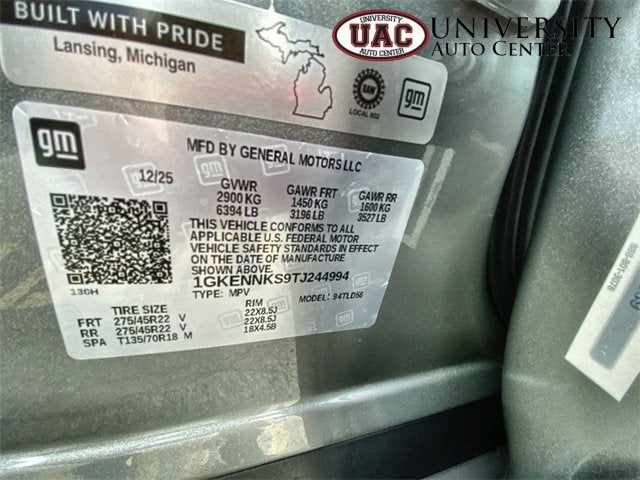 BUILT WITH PRIDE
Lansing, Michigan
UAW
LOCAL 602
gm
UNIVERSITY
UAC
AUTO CENTER
UNIVERSITY
AUTO CENTER
gm
MFD BY GENERAL MOTORS LLC
12/25 GVWR GAWR FRT GAWR RR
2900 KG 1450 KG 1600 KG
6394 LB 3196 LB 3527 LB
THIS VEHICLE CONFORMS TO ALL
APPLICABLE U.S. FEDERAL MOTOR
VEHICLE SAFETY STANDARDS IN EFFECT
ON THE DATE OF MANUFACTURE
1GKENNKS9TJ244994
130H TYPE: MPV MODEL: 94TLD56
TIRE SIZE RIM
FRT 275/45R22 V 22X8.5J
RR 275/45R22 V 22X8.5J
SPA T135/70R18 M 18X4.5B